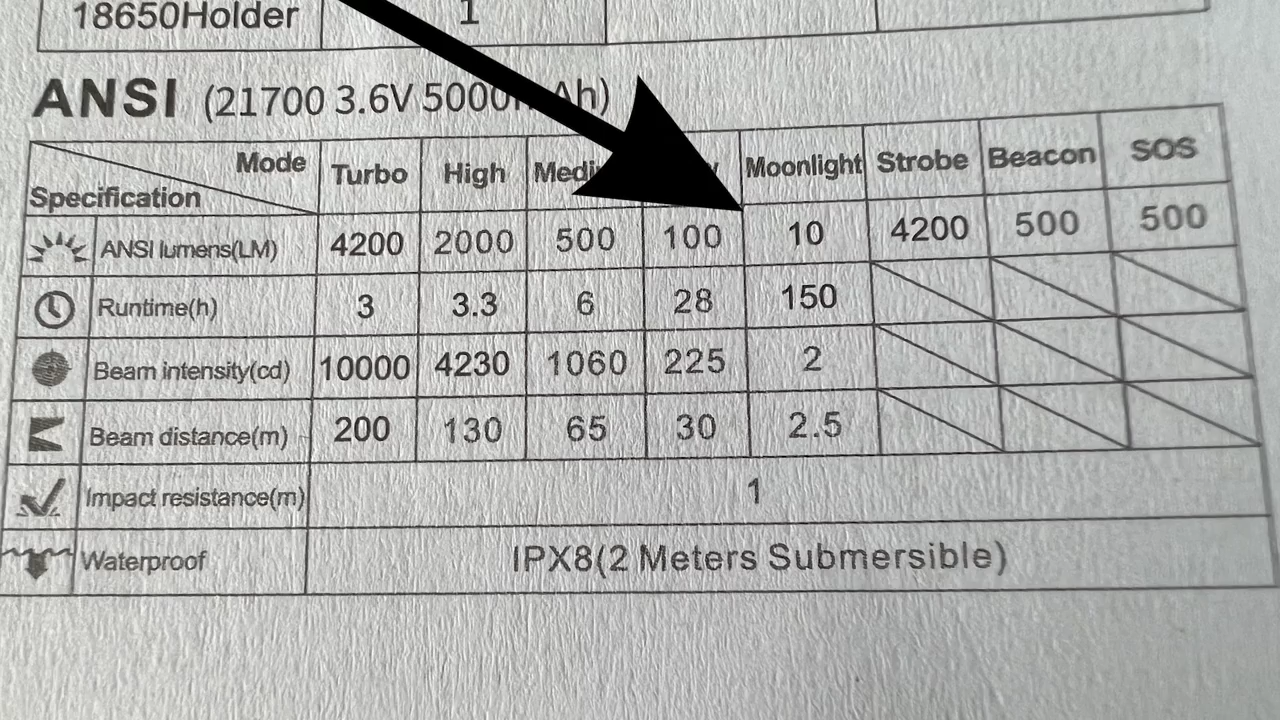 18650Holder 1
ANSI (21700 3.6V
Mode Turbo High Moonlight Strobe Beacon SOS
Specification
ANSI lumens(LM) 4200 2000 500 100 10 4200 500 500
Runtime(h) 3 3.3 6 28 150
Beam intensity(cd) 10000 4230 1060 225 2
Beam distance(m) 200 130 65 30 2.5
Impact resistance(m) 1
Waterproof IPX8(2 Meters Submersible)